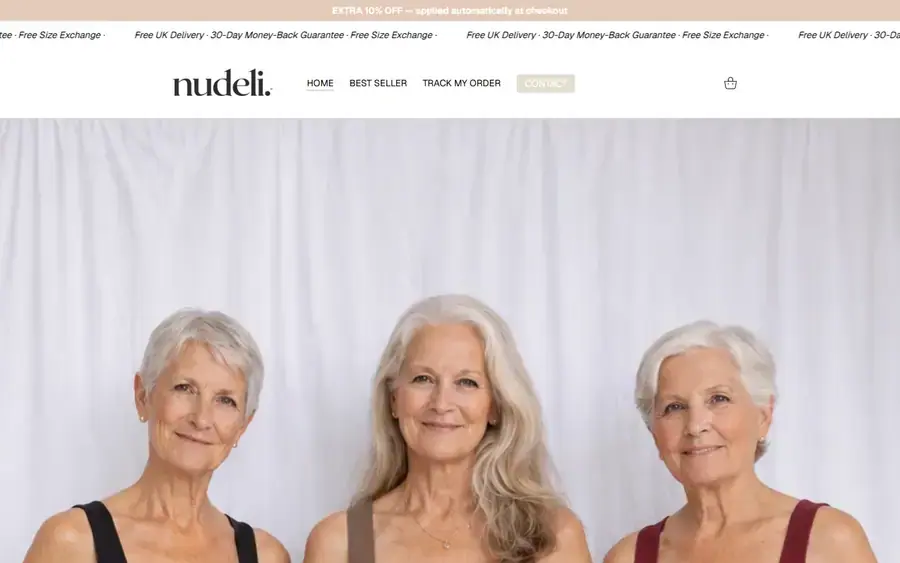 EXTRA 10% OFF — applied automatically at checkout
tee · Free Size Exchange · Free UK Delivery · 30-Day Money-Back Guarantee · Free Size Exchange · Free UK Delivery · 30-Day Money-Back Guarantee · Free Size Exchange · Free UK Delivery · 30-Da
nudeli.
HOME BEST SELLER TRACK MY ORDER CONTACT